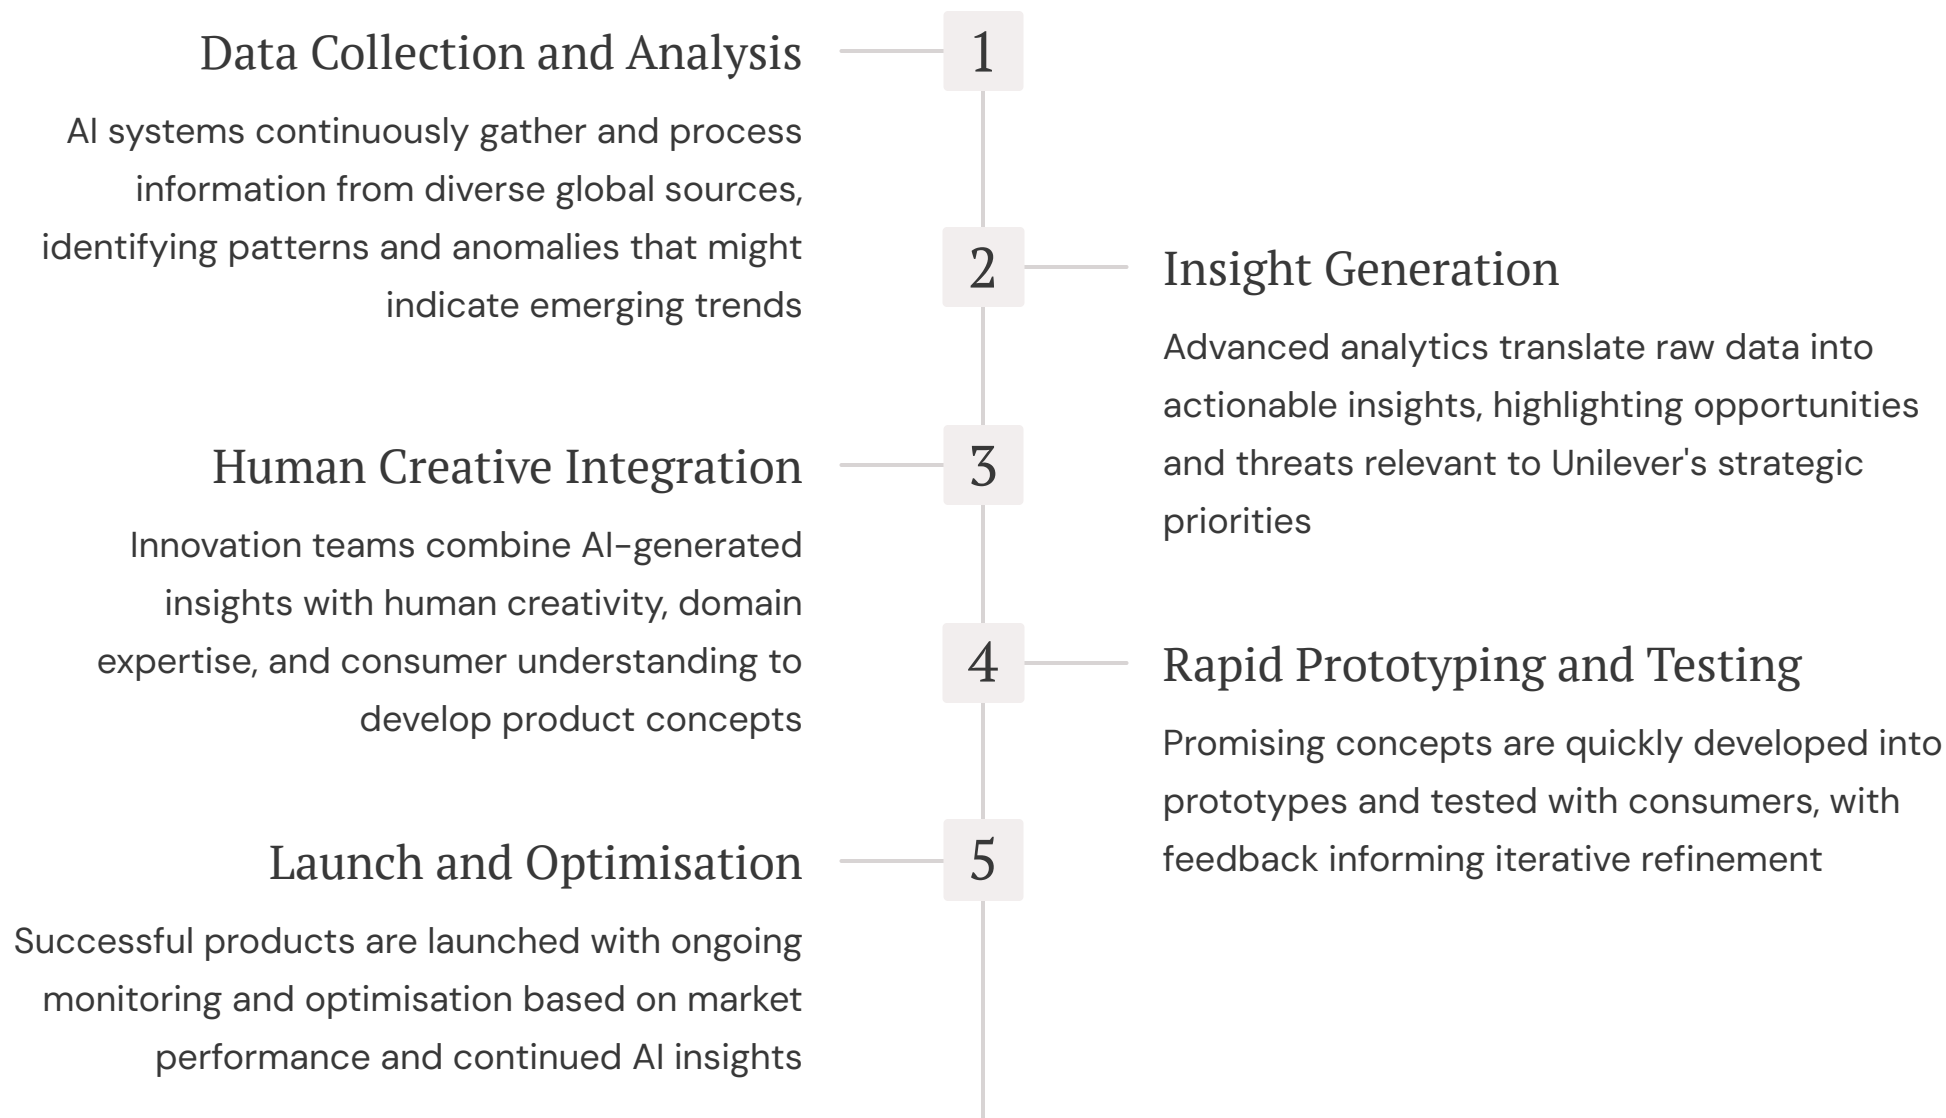 Data Collection and Analysis
1
AI systems continuously gather and process
information from diverse global sources,
identifying patterns and anomalies that might
indicate emerging trends
2
Insight Generation
Advanced analytics translate raw data into
actionable insights, highlighting opportunities
and threats relevant to Unilever's strategic
priorities
Human Creative Integration
3
Innovation teams combine AI-generated
insights with human creativity, domain
expertise, and consumer understanding to
develop product concepts
4
Rapid Prototyping and Testing
Promising concepts are quickly developed into
prototypes and tested with consumers, with
feedback informing iterative refinement
Launch and Optimisation
5
Successful products are launched with ongoing
monitoring and optimisation based on market
performance and continued AI insights